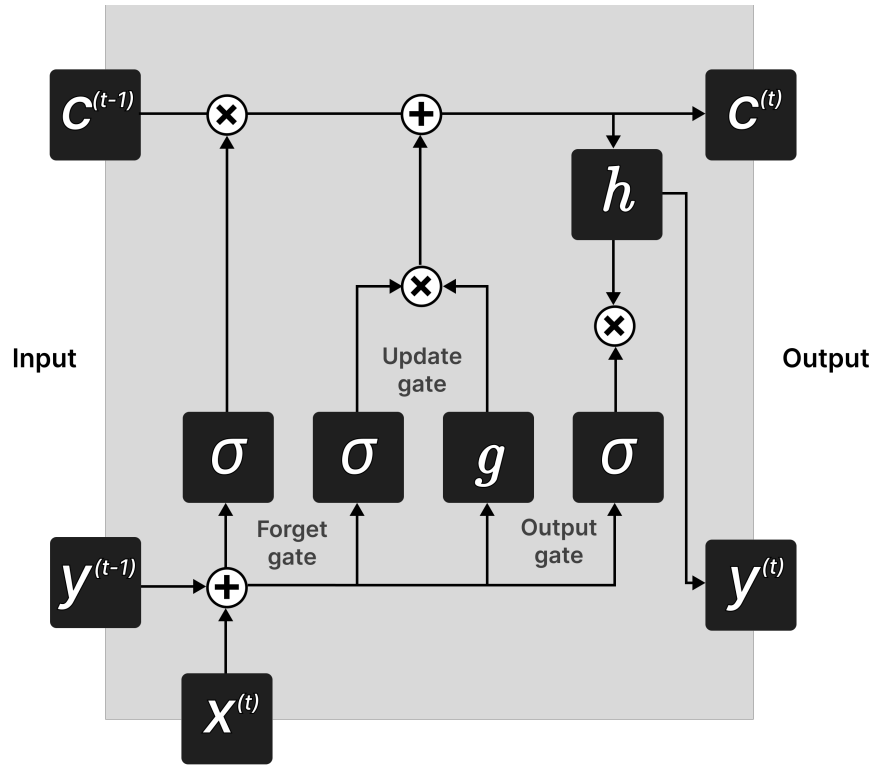 c(t-1)
×
+
c(t)
h
×
×
Input
Update
gate
Output
σ
σ
g
σ
Forget
gate
Output
gate
y(t-1)
+
y(t)
x(t)